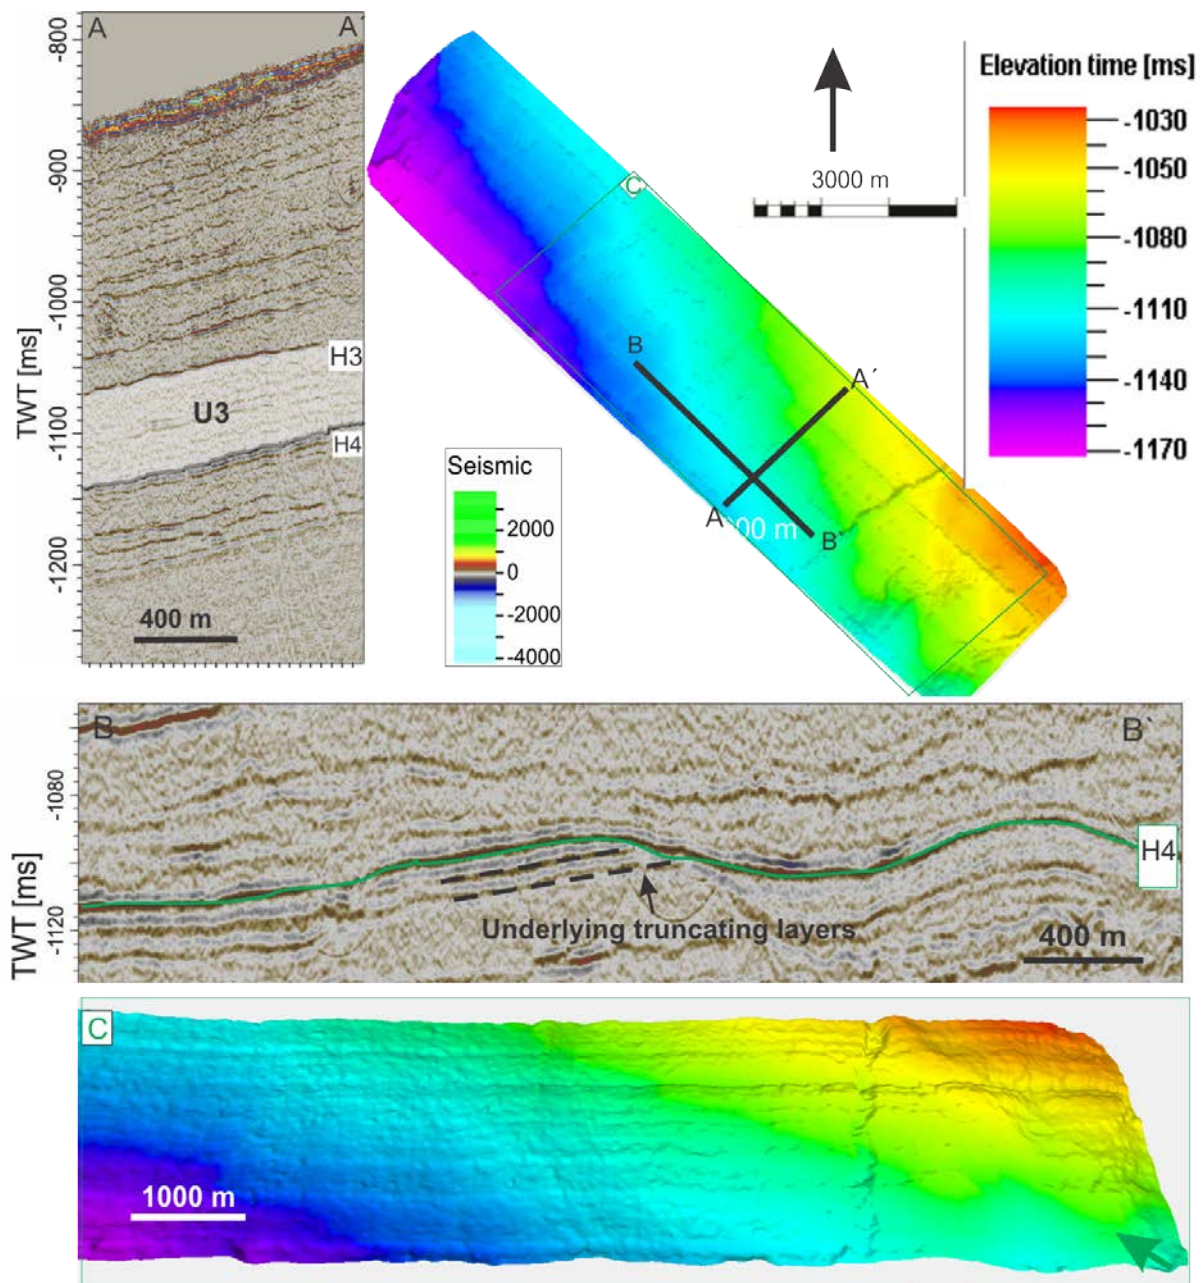 A
A´
-800
-900
-1000
-1100
-1200
TWT [ms]
H3
U3
H4
400 m
C
3000 m
Elevation time [ms]
-1030
-1050
-1080
-1110
-1140
-1170
B
A´
A
B`
00 m
Seismic
2000
0
-2000
-4000
B
B`
-1080
-1120
TWT [ms]
H4
Underlying truncating layers
400 m
C
1000 m